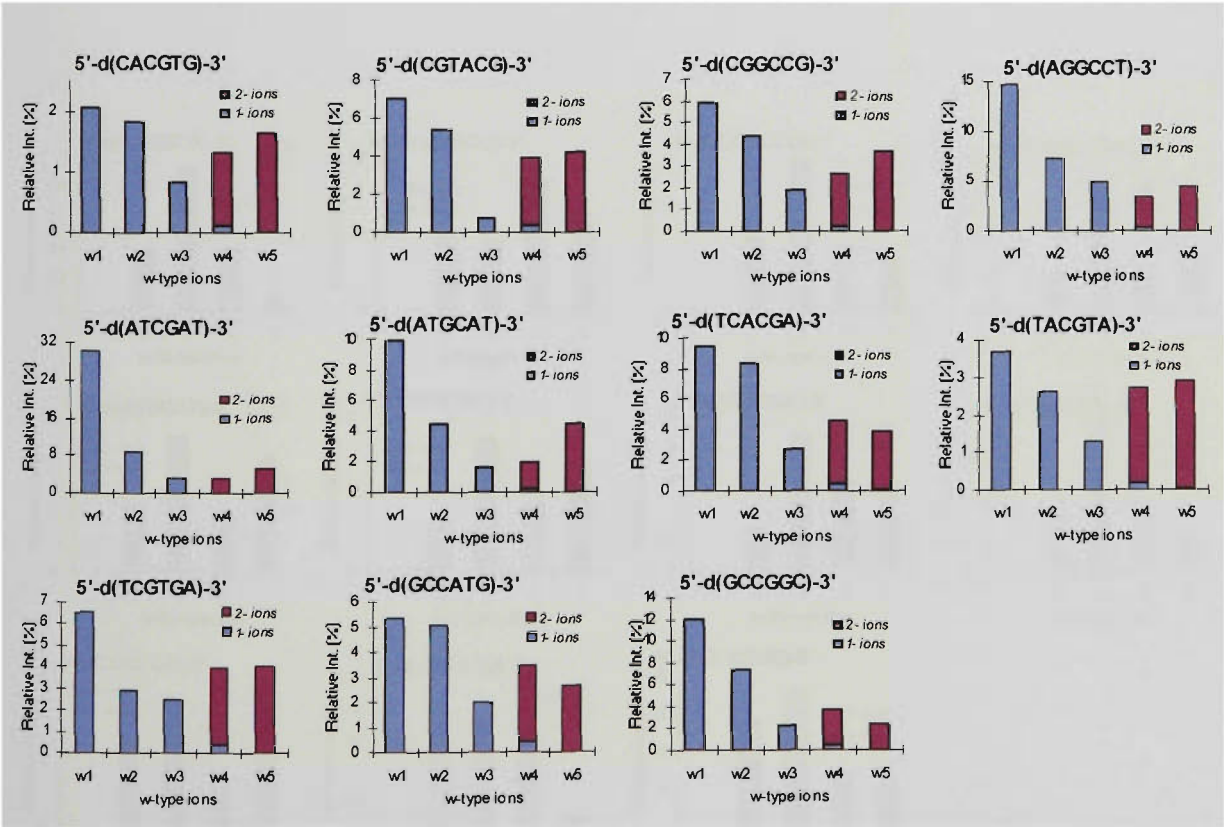 5'-d(CACGTG)-3'
Relative Int. [%]
2
1
0
2- ions
1- ions
w1 w2 w3 w4 w5
w-type ions
5'-d(CGTACG)-3'
Relative Int. [%]
8
6
4
2
0
2- ions
1- ions
w1 w2 w3 w4 w5
w-type ions
5'-d(CGGCCG)-3'
Relative Int. [%]
7
6
5
4
3
2
1
0
2- ions
1- ions
w1 w2 w3 w4 w5
w-type ions
5'-d(AGGCCT)-3'
Relative Int. [%]
15
10
5
0
2- ions
1- ions
w1 w2 w3 w4 w5
w-type ions
5'-d(ATCGAT)-3'
Relative Int. [%]
32
24
16
8
0
2- ions
1- ions
w1 w2 w3 w4 w5
w-type ions
5'-d(ATGCAT)-3'
Relative Int. [%]
10
8
6
4
2
0
2- ions
1- ions
w1 w2 w3 w4 w5
w-type ions
5'-d(TCACGA)-3'
Relative Int. [%]
10
8
6
4
2
0
2- ions
1- ions
w1 w2 w3 w4 w5
w-type ions
5'-d(TACGTA)-3'
Relative Int. [%]
4
3
2
1
0
2- ions
1- ions
w1 w2 w3 w4 w5
w-type ions
5'-d(TCGTGA)-3'
Relative Int. [%]
7
6
5
4
3
2
1
0
2- ions
1- ions
w1 w2 w3 w4 w5
w-type ions
5'-d(GCCATG)-3'
Relative Int. [%]
6
5
4
3
2
1
0
2- ions
1- ions
w1 w2 w3 w4 w5
w-type ions
5'-d(GCCGGC)-3'
Relative Int. [%]
14
12
10
8
6
4
2
0
2- ions
1- ions
w1 w2 w3 w4 w5
w-type ions